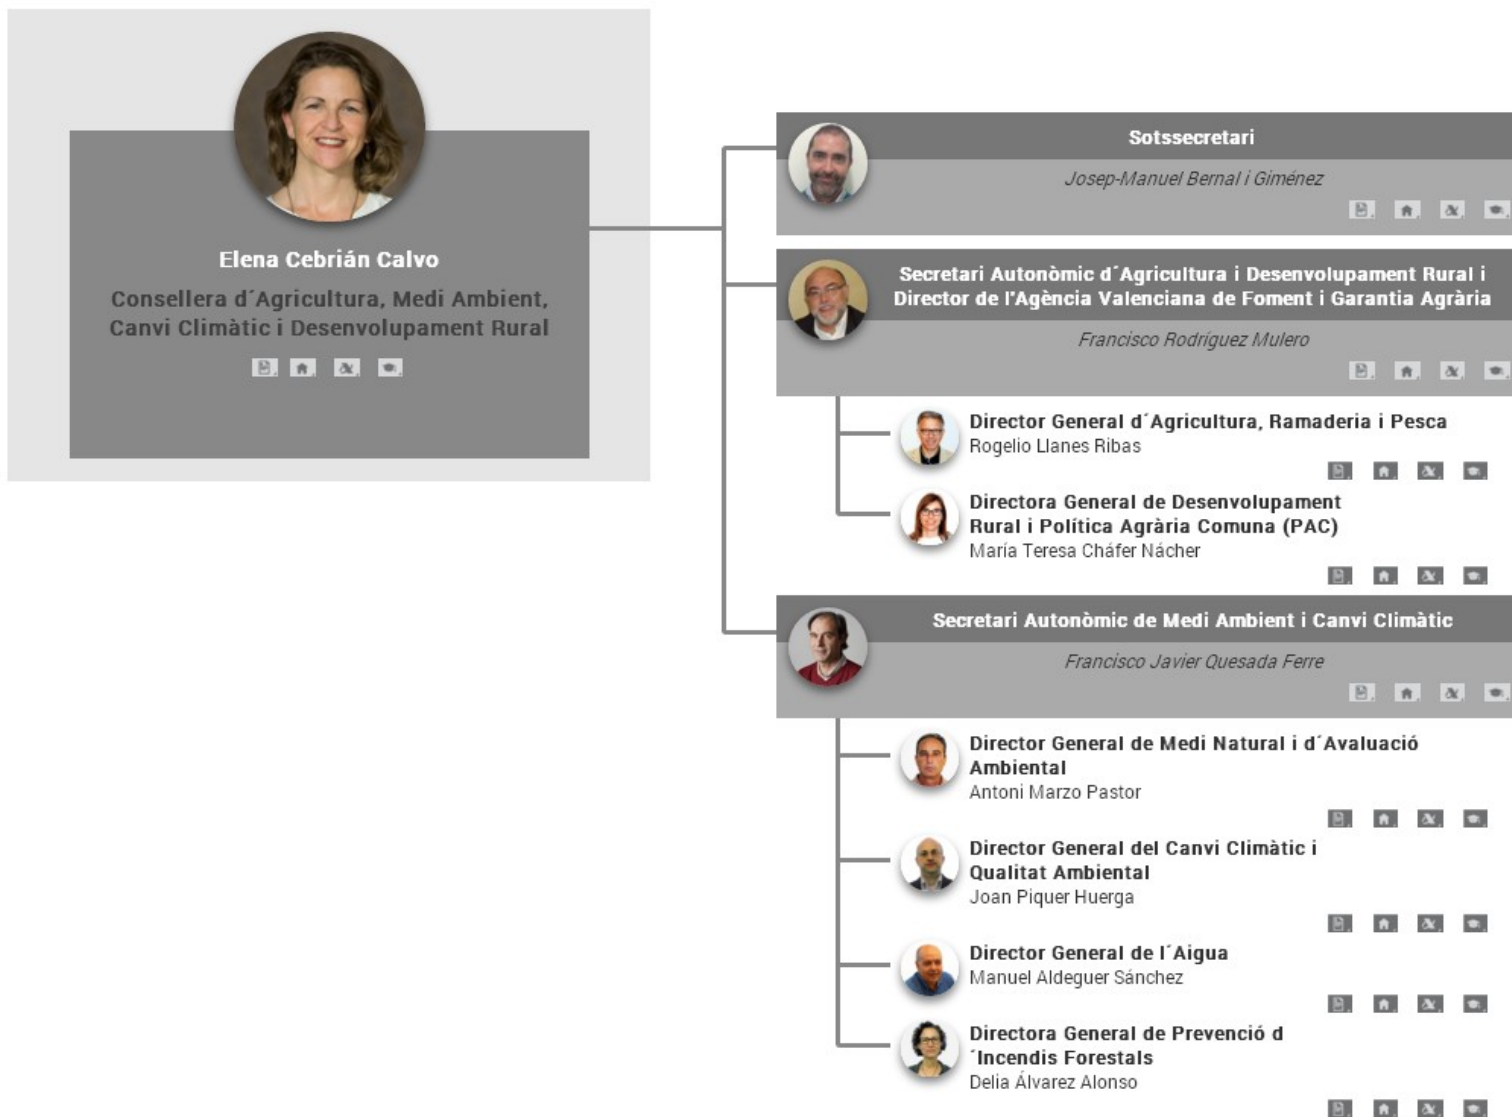 Elena Cebrián Calvo
Consellera d´Agricultura, Medi Ambient,
Canvi Climàtic i Desenvolupament Rural
Sotssecretari
Josep-Manuel Bernal i Giménez
Secretari Autonòmic d´Agricultura i Desenvolupament Rural i
Director de l'Agència Valenciana de Foment i Garantia Agrària
Francisco Rodríguez Mulero
Director General d´Agricultura, Ramaderia i Pesca
Rogelio Llanes Ribas
Directora General de Desenvolupament
Rural i Política Agrària Comuna (PAC)
María Teresa Cháfer Nácher
Secretari Autonòmic de Medi Ambient i Canvi Climàtic
Francisco Javier Quesada Ferre
Director General de Medi Natural i d´Avaluació
Ambiental
Antoni Marzo Pastor
Director General del Canvi Climàtic i
Qualitat Ambiental
Joan Piquer Huerga
Director General de l´Aigua
Manuel Aldeguer Sánchez
Directora General de Prevenció d
´Incendis Forestals
Delia Álvarez Alonso